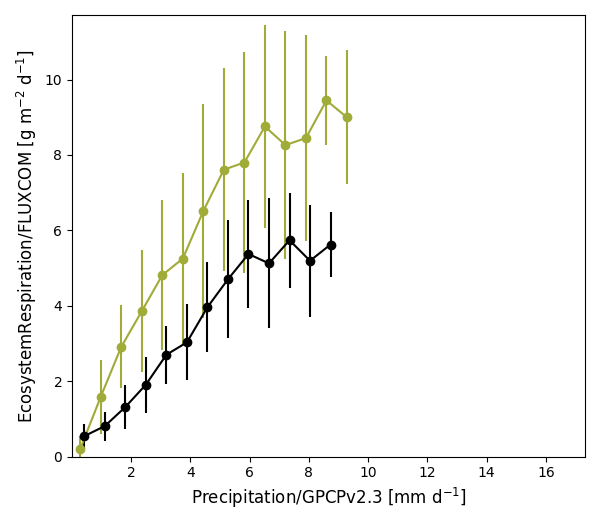 EcosystemRespiration/FLUXCOM [g m⁻² d⁻¹]
10
8
6
4
2
0
2 4 6 8 10 12 14 16
Precipitation/GPCPv2.3 [mm d⁻¹]